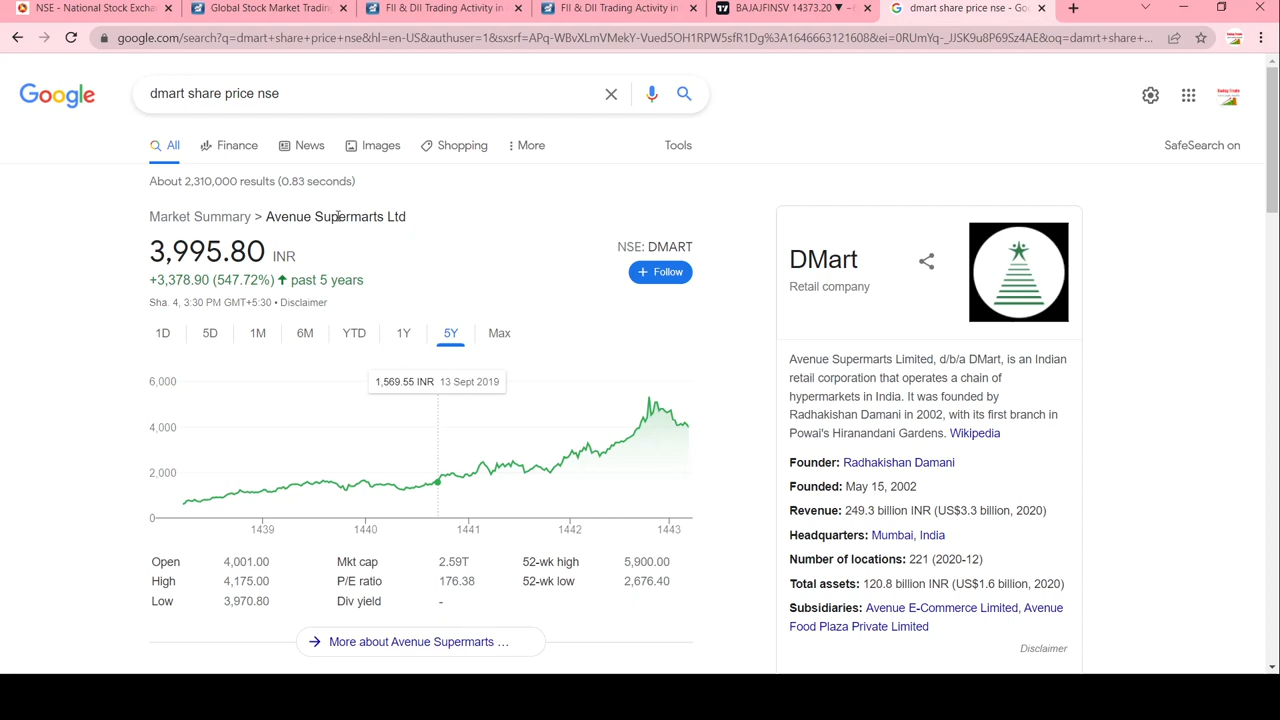 NSE - National Stock Excha
Global Stock Market Trading
FII & DII Trading Activity in
FII & DII Trading Activity in
BAJAJFINSV 14373.20 ▼ –
dmart share price nse - Goo
google.com/search?q=dmart+share+price+nse&hl=en-US&authuser=1&sxsrf=APq-WBvXLmVMekY-Vued5OH1RPW5sfR1Dg%3A1646663121608&ei=0RUmYq-_JJSK9u8P69Sz4AE&oq=damrt+share+...
Google
dmart share price nse
All Finance News Images Shopping More Tools SafeSearch on
About 2,310,000 results (0.83 seconds)
Market Summary > Avenue Supermarts Ltd
3,995.80 INR
NSE: DMART
+3,378.90 (547.72%) ↑ past 5 years
+ Follow
Sha. 4, 3:30 PM GMT+5:30 • Disclaimer
1D 5D 1M 6M YTD 1Y 5Y Max
1,569.55 INR 13 Sept 2019
6,000
4,000
2,000
0
1439 1440 1441 1442 1443
Open 4,001.00 Mkt cap 2.59T 52-wk high 5,900.00
High 4,175.00 P/E ratio 176.38 52-wk low 2,676.40
Low 3,970.80 Div yield -
More about Avenue Supermarts …
DMart
Retail company
Avenue Supermarts Limited, d/b/a DMart, is an Indian
retail corporation that operates a chain of
hypermarkets in India. It was founded by
Radhakishan Damani in 2002, with its first branch in
Powai's Hiranandani Gardens. Wikipedia
Founder: Radhakishan Damani
Founded: May 15, 2002
Revenue: 249.3 billion INR (US$3.3 billion, 2020)
Headquarters: Mumbai, India
Number of locations: 221 (2020-12)
Total assets: 120.8 billion INR (US$1.6 billion, 2020)
Subsidiaries: Avenue E-Commerce Limited, Avenue
Food Plaza Private Limited
Disclaimer